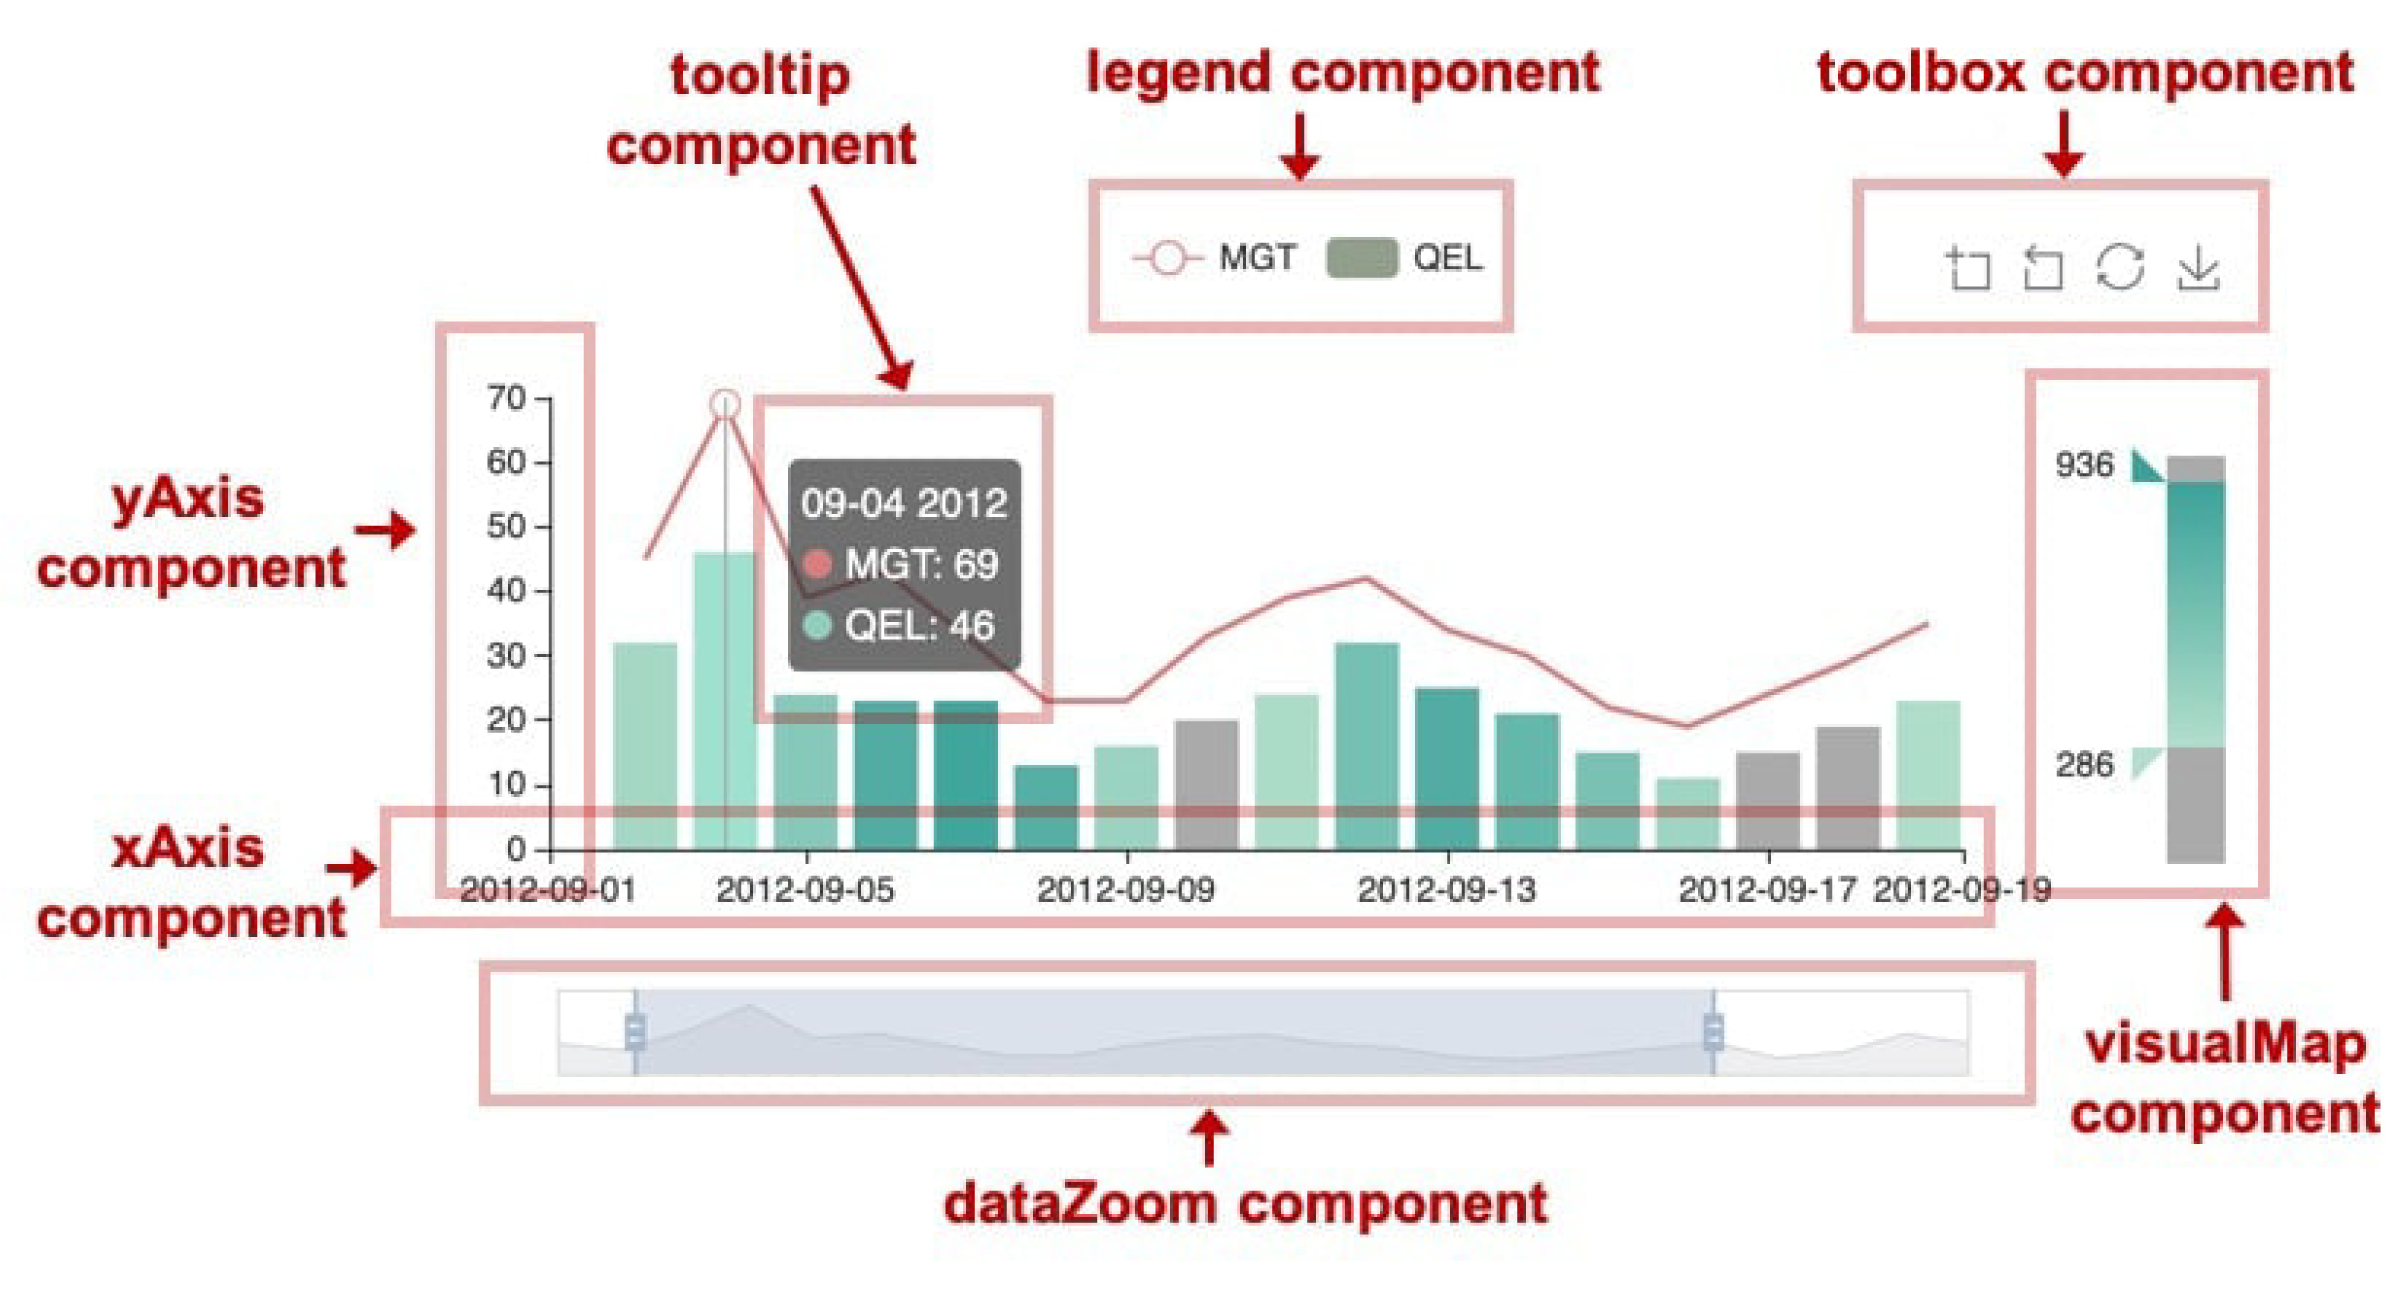 tooltip
component
legend component
toolbox component
MGT QEL
70
60
50
40
30
20
10
0
09-04 2012
MGT: 69
QEL: 46
936
286
yAxis
component
xAxis
component
2012-09-01 2012-09-05 2012-09-09 2012-09-13 2012-09-17 2012-09-19
visualMap
component
dataZoom component